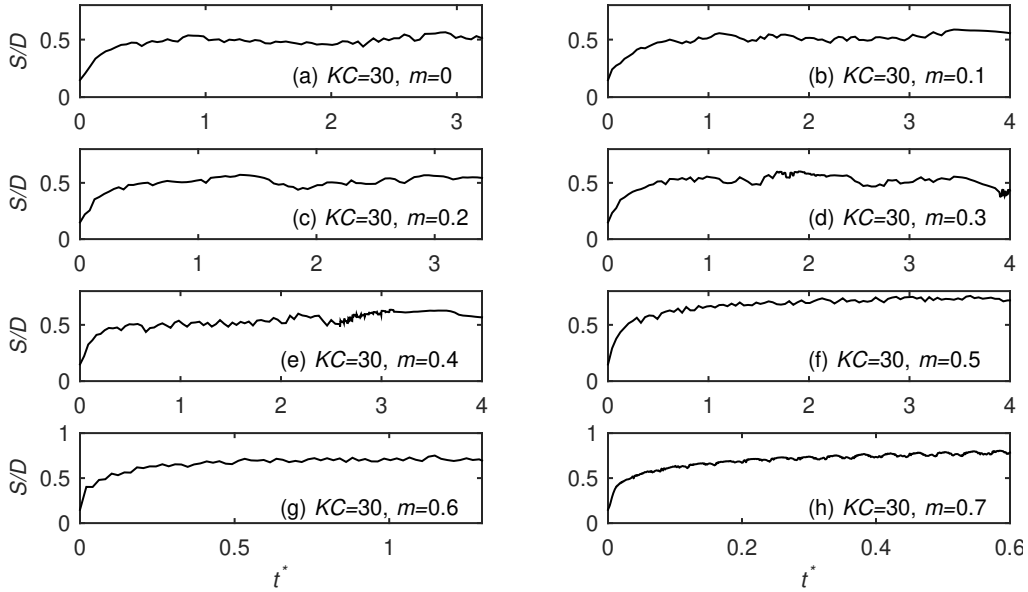 S/D
0.5
0
(a) KC=30, m=0
0 1 2 3
0.5
0
(b) KC=30, m=0.1
0 1 2 3 4
S/D
0.5
0
(c) KC=30, m=0.2
0 1 2 3
0.5
0
(d) KC=30, m=0.3
0 1 2 3 4
S/D
0.5
0
(e) KC=30, m=0.4
0 1 2 3 4
0.5
0
(f) KC=30, m=0.5
0 1 2 3 4
S/D
1
0.5
0
(g) KC=30, m=0.6
0 0.5 1
t*
1
0.5
0
(h) KC=30, m=0.7
0 0.2 0.4 0.6
t*